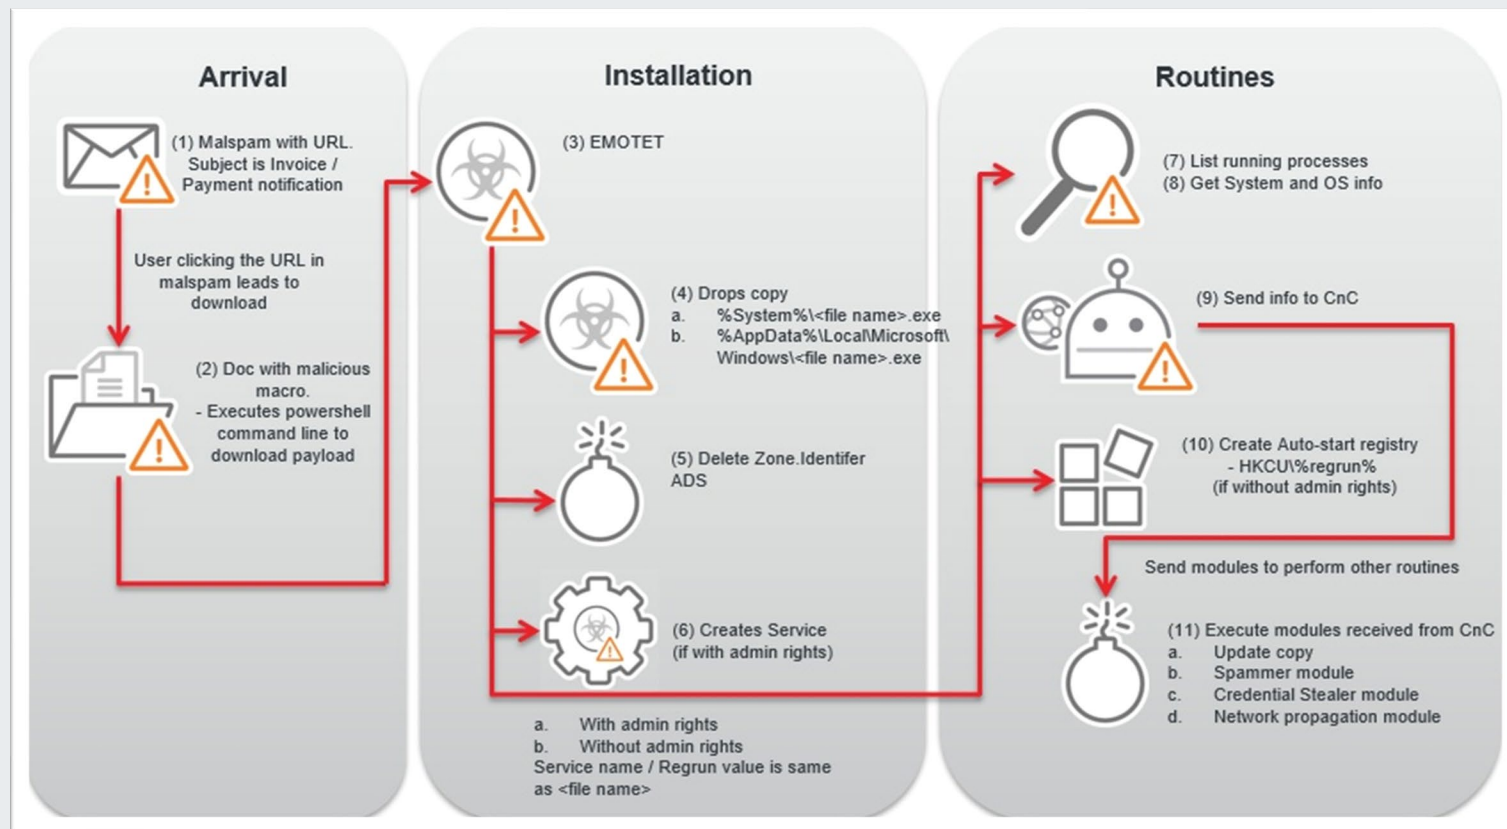 Arrival
(1) Malspam with URL.
Subject is Invoice /
Payment notification
User clicking the URL in
malspam leads to
download
(2) Doc with malicious
macro.
- Executes powershell
command line to
download payload
Installation
(3) EMOTET
(4) Drops copy
a. %System%\<file name>.exe
b. %AppData%\Local\Microsoft\
Windows\<file name>.exe
(5) Delete Zone.Identifer
ADS
(6) Creates Service
(if with admin rights)
a. With admin rights
b. Without admin rights
Service name / Regrun value is same
as <file name>
Routines
(7) List running processes
(8) Get System and OS info
(9) Send info to CnC
(10) Create Auto-start registry
- HKCU\%regrun%
(if without admin rights)
Send modules to perform other routines
(11) Execute modules received from CnC
a. Update copy
b. Spammer module
c. Credential Stealer module
d. Network propagation module